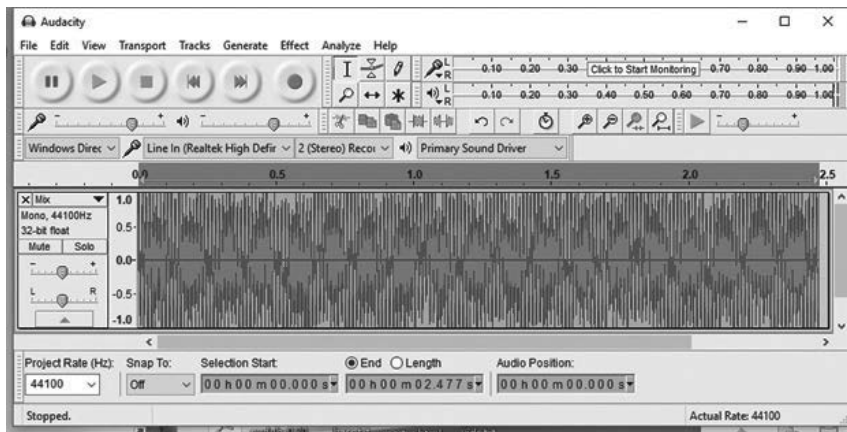 Audacity
File Edit View Transport Tracks Generate Effect Analyze Help
L R 0.10 0.20 0.30 Click to Start Monitoring 0.70 0.80 0.90 1.00
L R 0.10 0.20 0.30 0.40 0.50 0.60 0.70 0.80 0.90 1.00
- + - + - +
Windows Direc Line In (Realtek High Defir 2 (Stereo) Recor Primary Sound Driver
0.0 0.5 1.0 1.5 2.0 2.5
X Mix
Mono, 44100Hz
32-bit float
Mute Solo
- +
L R
1.0
0.5
0.0
-0.5
-1.0
Project Rate (Hz): Snap To: Selection Start: End Length Audio Position:
44100 Off 00 h 00 m 00.000 s 00 h 00 m 02.477 s 00 h 00 m 00.000 s
Stopped. Actual Rate: 44100